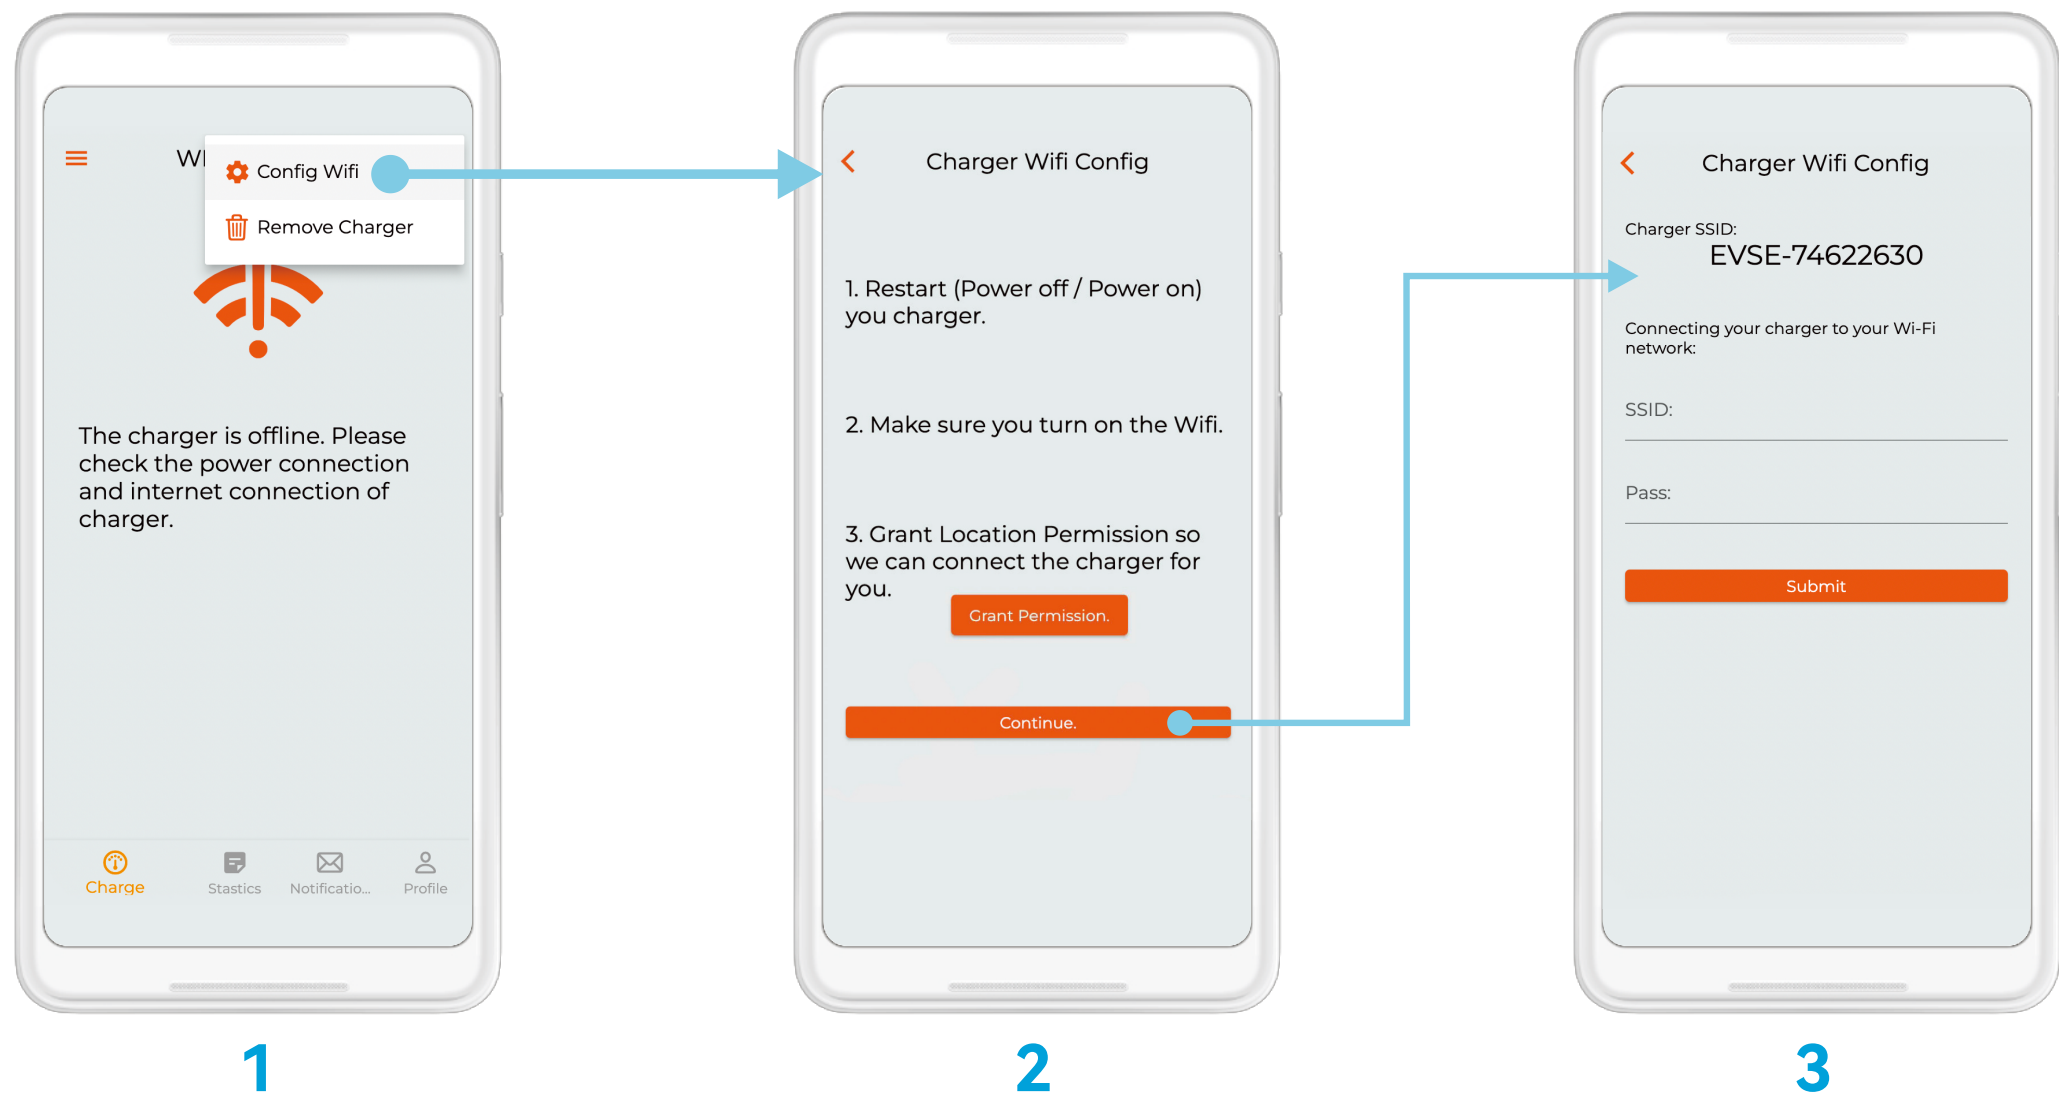 WI
Config Wifi
Remove Charger
The charger is offline. Please
check the power connection
and internet connection of
charger.
Charge
Stastics
Notificatio...
Profile
1
Charger Wifi Config
1. Restart (Power off / Power on)
you charger.
2. Make sure you turn on the Wifi.
3. Grant Location Permission so
we can connect the charger for
you.
Grant Permission.
Continue.
2
Charger Wifi Config
Charger SSID:
EVSE-74622630
Connecting your charger to your Wi-Fi
network:
SSID:
Pass:
Submit
3